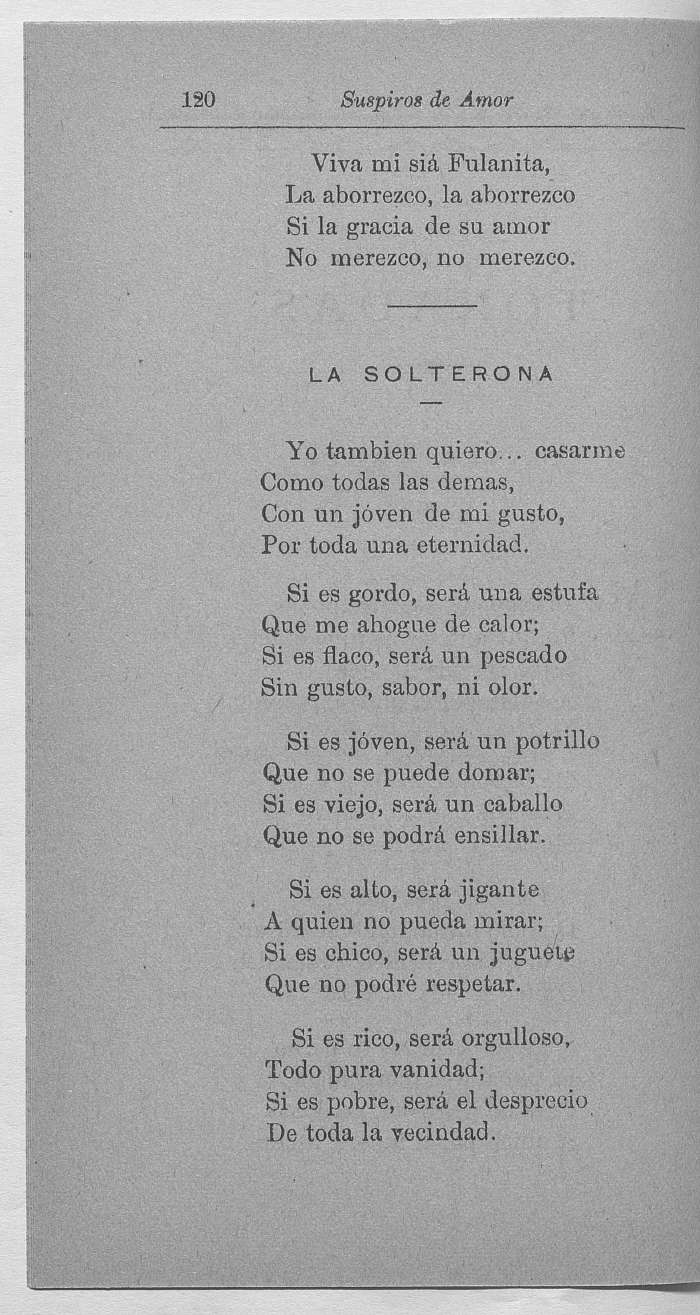 120 Suspiros de Amor
Viva mi siá Fulanita,
La aborrezco, la aborrezco
Si la gracia de su amor
No merezco, no merezco.
LA SOLTERONA
Yo tambien quiero... casarme
Como todas las demas,
Con un jóven de mi gusto,
Por toda una eternidad.
Si es gordo, será una estufa
Que me ahogue de calor;
Si es flaco, será un pescado
Sin gusto, sabor, ni olor.
Si es jóven, será un potrillo
Que no se puede domar;
Si es viejo, será un caballo
Que no se podrá ensillar.
Si es alto, será jigante
A quien no pueda mirar;
Si es chico, será un juguete
Que no podré respetar.
Si es rico, será orgulloso,
Todo pura vanidad;
Si es pobre, será el desprecio
De toda la vecindad.